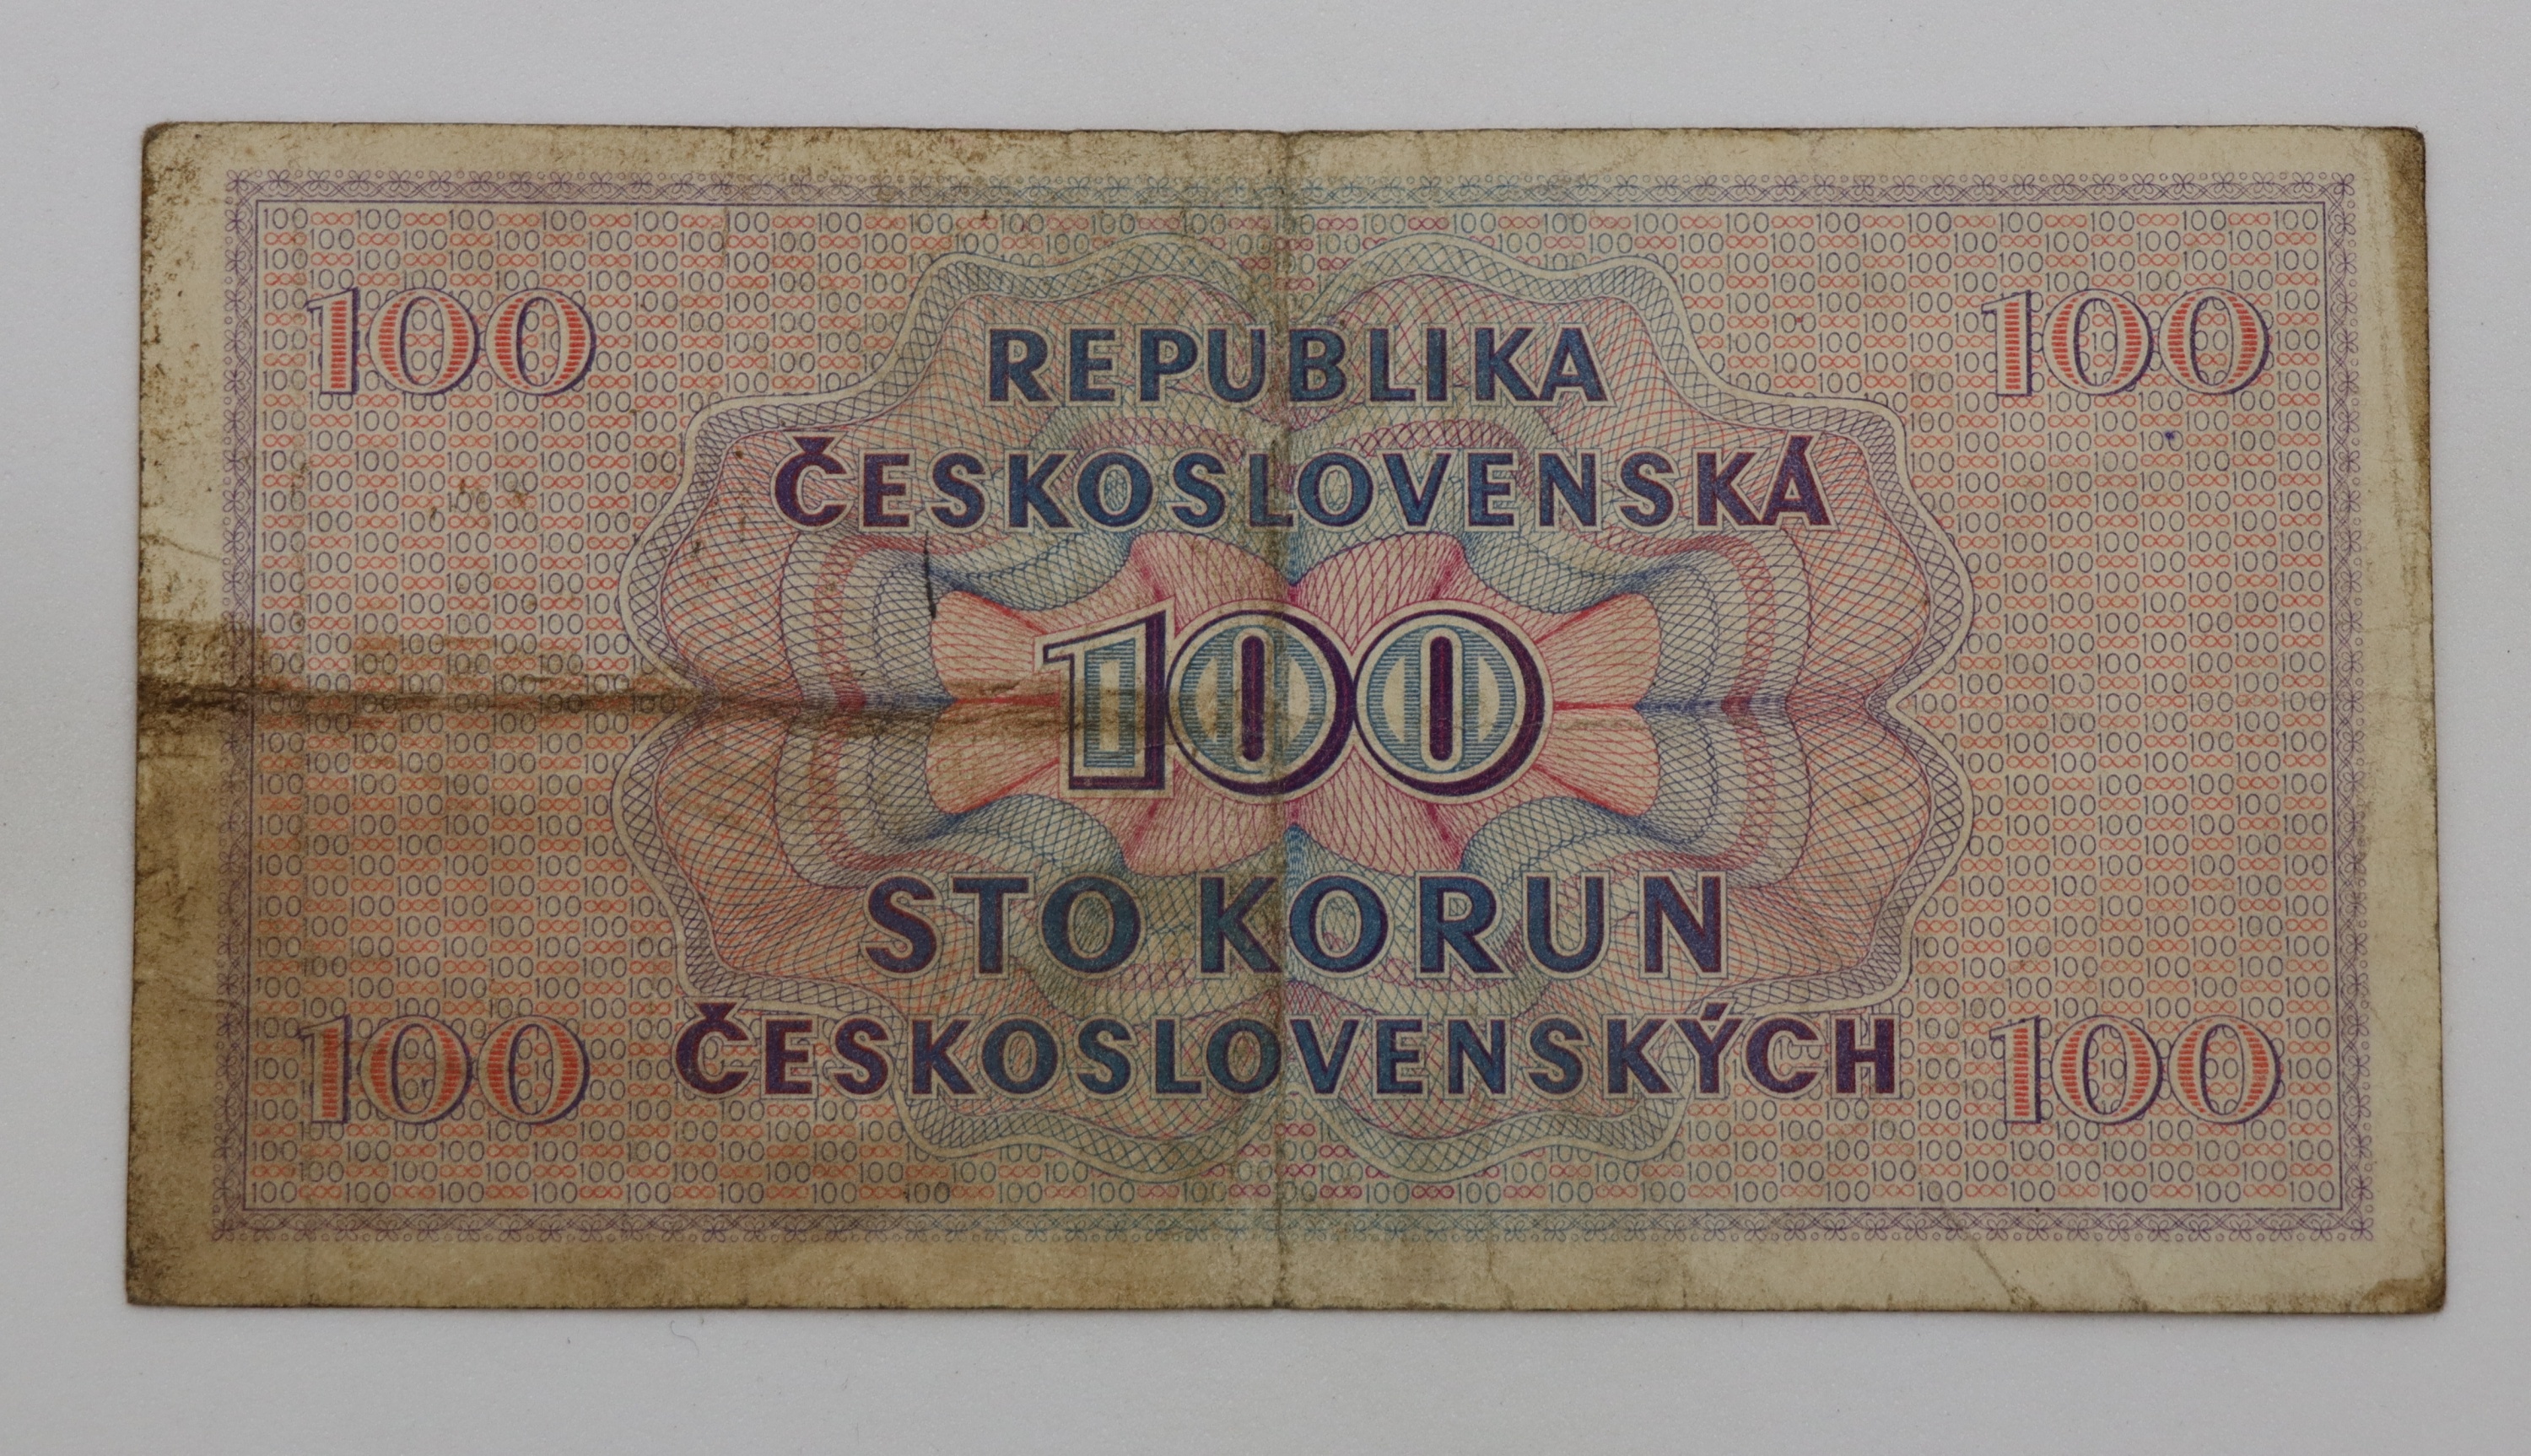 100 100
REPUBLIKA
ČESKOSLOVENSKÁ
100
STO KORUN
ČESKOSLOVENSKÝCH
100 100